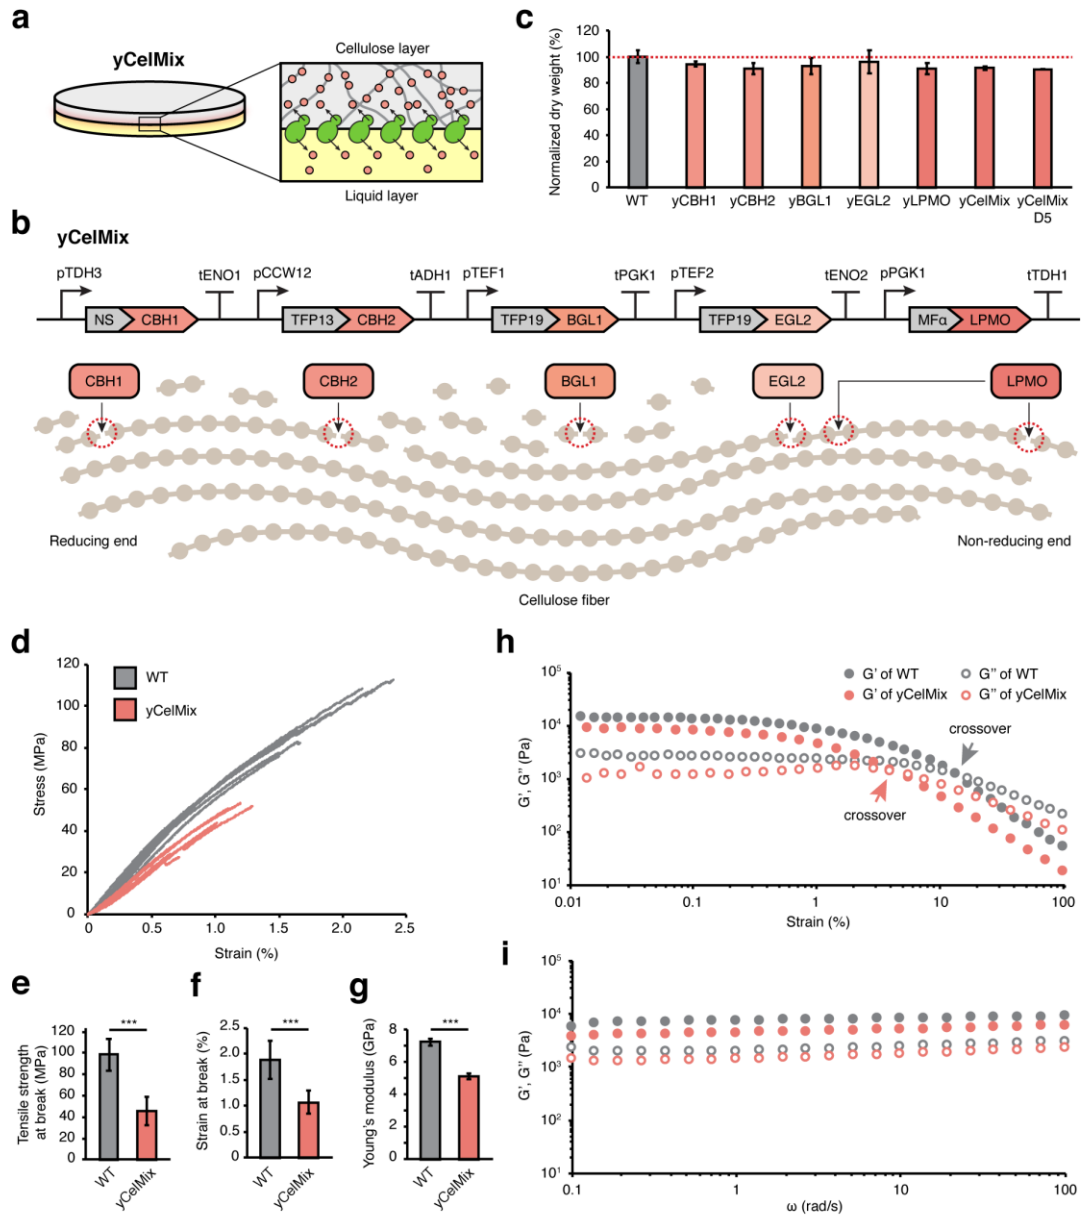 a
yCelMix
Cellulose layer
Liquid layer
c
Normalized dry weight (%)
120
100
80
60
40
20
0
WT yCBH1 yCBH2 yBGL1 yEGL2 yLPMO yCelMix yCelMix D5
b
yCelMix
pTDH3 tENO1 pCCW12 tADH1 pTEF1 tPGK1 pTEF2 tENO2 pPGK1 tTDH1
NS CBH1 TFP13 CBH2 TFP19 BGL1 TFP19 EGL2 MFα LPMO
CBH1 CBH2 BGL1 EGL2 LPMO
Reducing end
Non-reducing end
Cellulose fiber
d
Stress (MPa)
120
100
80
60
40
20
0
WT
yCelMix
0 0.5 1.0 1.5 2.0 2.5
Strain (%)
e
Tensile strength
at break (MPa)
120
100
80
60
40
120
0
***
WT yCelMix
f
Strain at break (%)
2.5
2.0
1.5
1.0
0.5
0
***
WT yCelMix
g
Young's modulus (GPa)
8
6
4
2
0
***
WT yCelMix
h
G', G'' (Pa)
10⁵
10⁴
10³
10²
10¹
G' of WT G'' of WT
G' of yCelMix G'' of yCelMix
crossover
crossover
0.01 0.1 1 10 100
Strain (%)
i
G', G'' (Pa)
10⁵
10⁴
10³
10²
10¹
0.1 1 10 100
ω (rad/s)